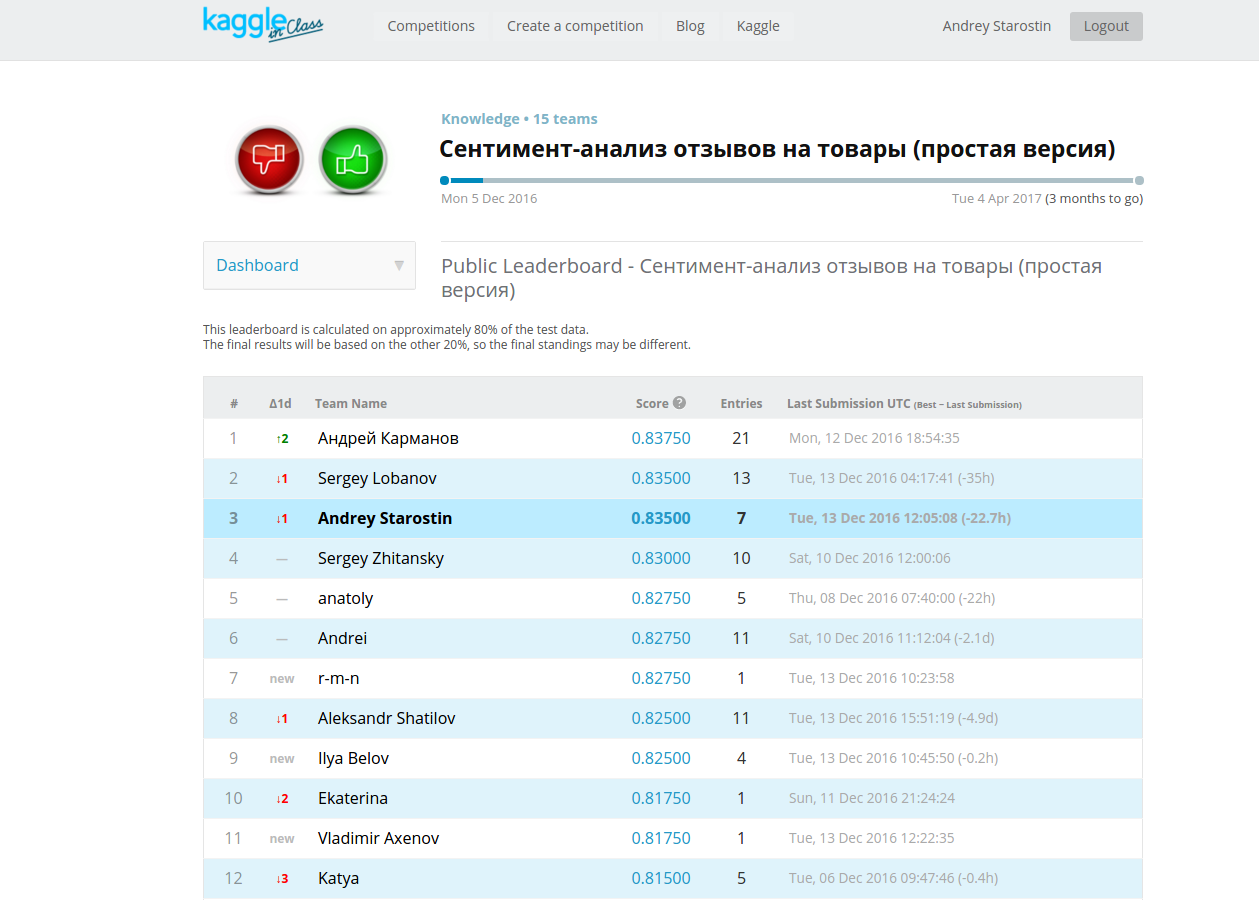 kaggle in Class Competitions Create a competition Blog Kaggle Andrey Starostin Logout
Knowledge • 15 teams
Сентимент-анализ отзывов на товары (простая версия)
Mon 5 Dec 2016 Tue 4 Apr 2017 (3 months to go)
Dashboard ▼
Public Leaderboard - Сентимент-анализ отзывов на товары (простая
версия)
This leaderboard is calculated on approximately 80% of the test data.
The final results will be based on the other 20%, so the final standings may be different.
# Δ1d Team Name Score ? Entries Last Submission UTC (Best − Last Submission)
1 ↑2 Андрей Карманов 0.83750 21 Mon, 12 Dec 2016 18:54:35
2 ↓1 Sergey Lobanov 0.83500 13 Tue, 13 Dec 2016 04:17:41 (-35h)
3 ↓1 Andrey Starostin 0.83500 7 Tue, 13 Dec 2016 12:05:08 (-22.7h)
4 — Sergey Zhitansky 0.83000 10 Sat, 10 Dec 2016 12:00:06
5 — anatoly 0.82750 5 Thu, 08 Dec 2016 07:40:00 (-22h)
6 — Andrei 0.82750 11 Sat, 10 Dec 2016 11:12:04 (-2.1d)
7 new r-m-n 0.82750 1 Tue, 13 Dec 2016 10:23:58
8 ↓1 Aleksandr Shatilov 0.82500 11 Tue, 13 Dec 2016 15:51:19 (-4.9d)
9 new Ilya Belov 0.82500 4 Tue, 13 Dec 2016 10:45:50 (-0.2h)
10 ↓2 Ekaterina 0.81750 1 Sun, 11 Dec 2016 21:24:24
11 new Vladimir Axenov 0.81750 1 Tue, 13 Dec 2016 12:22:35
12 ↓3 Katya 0.81500 5 Tue, 06 Dec 2016 09:47:46 (-0.4h)